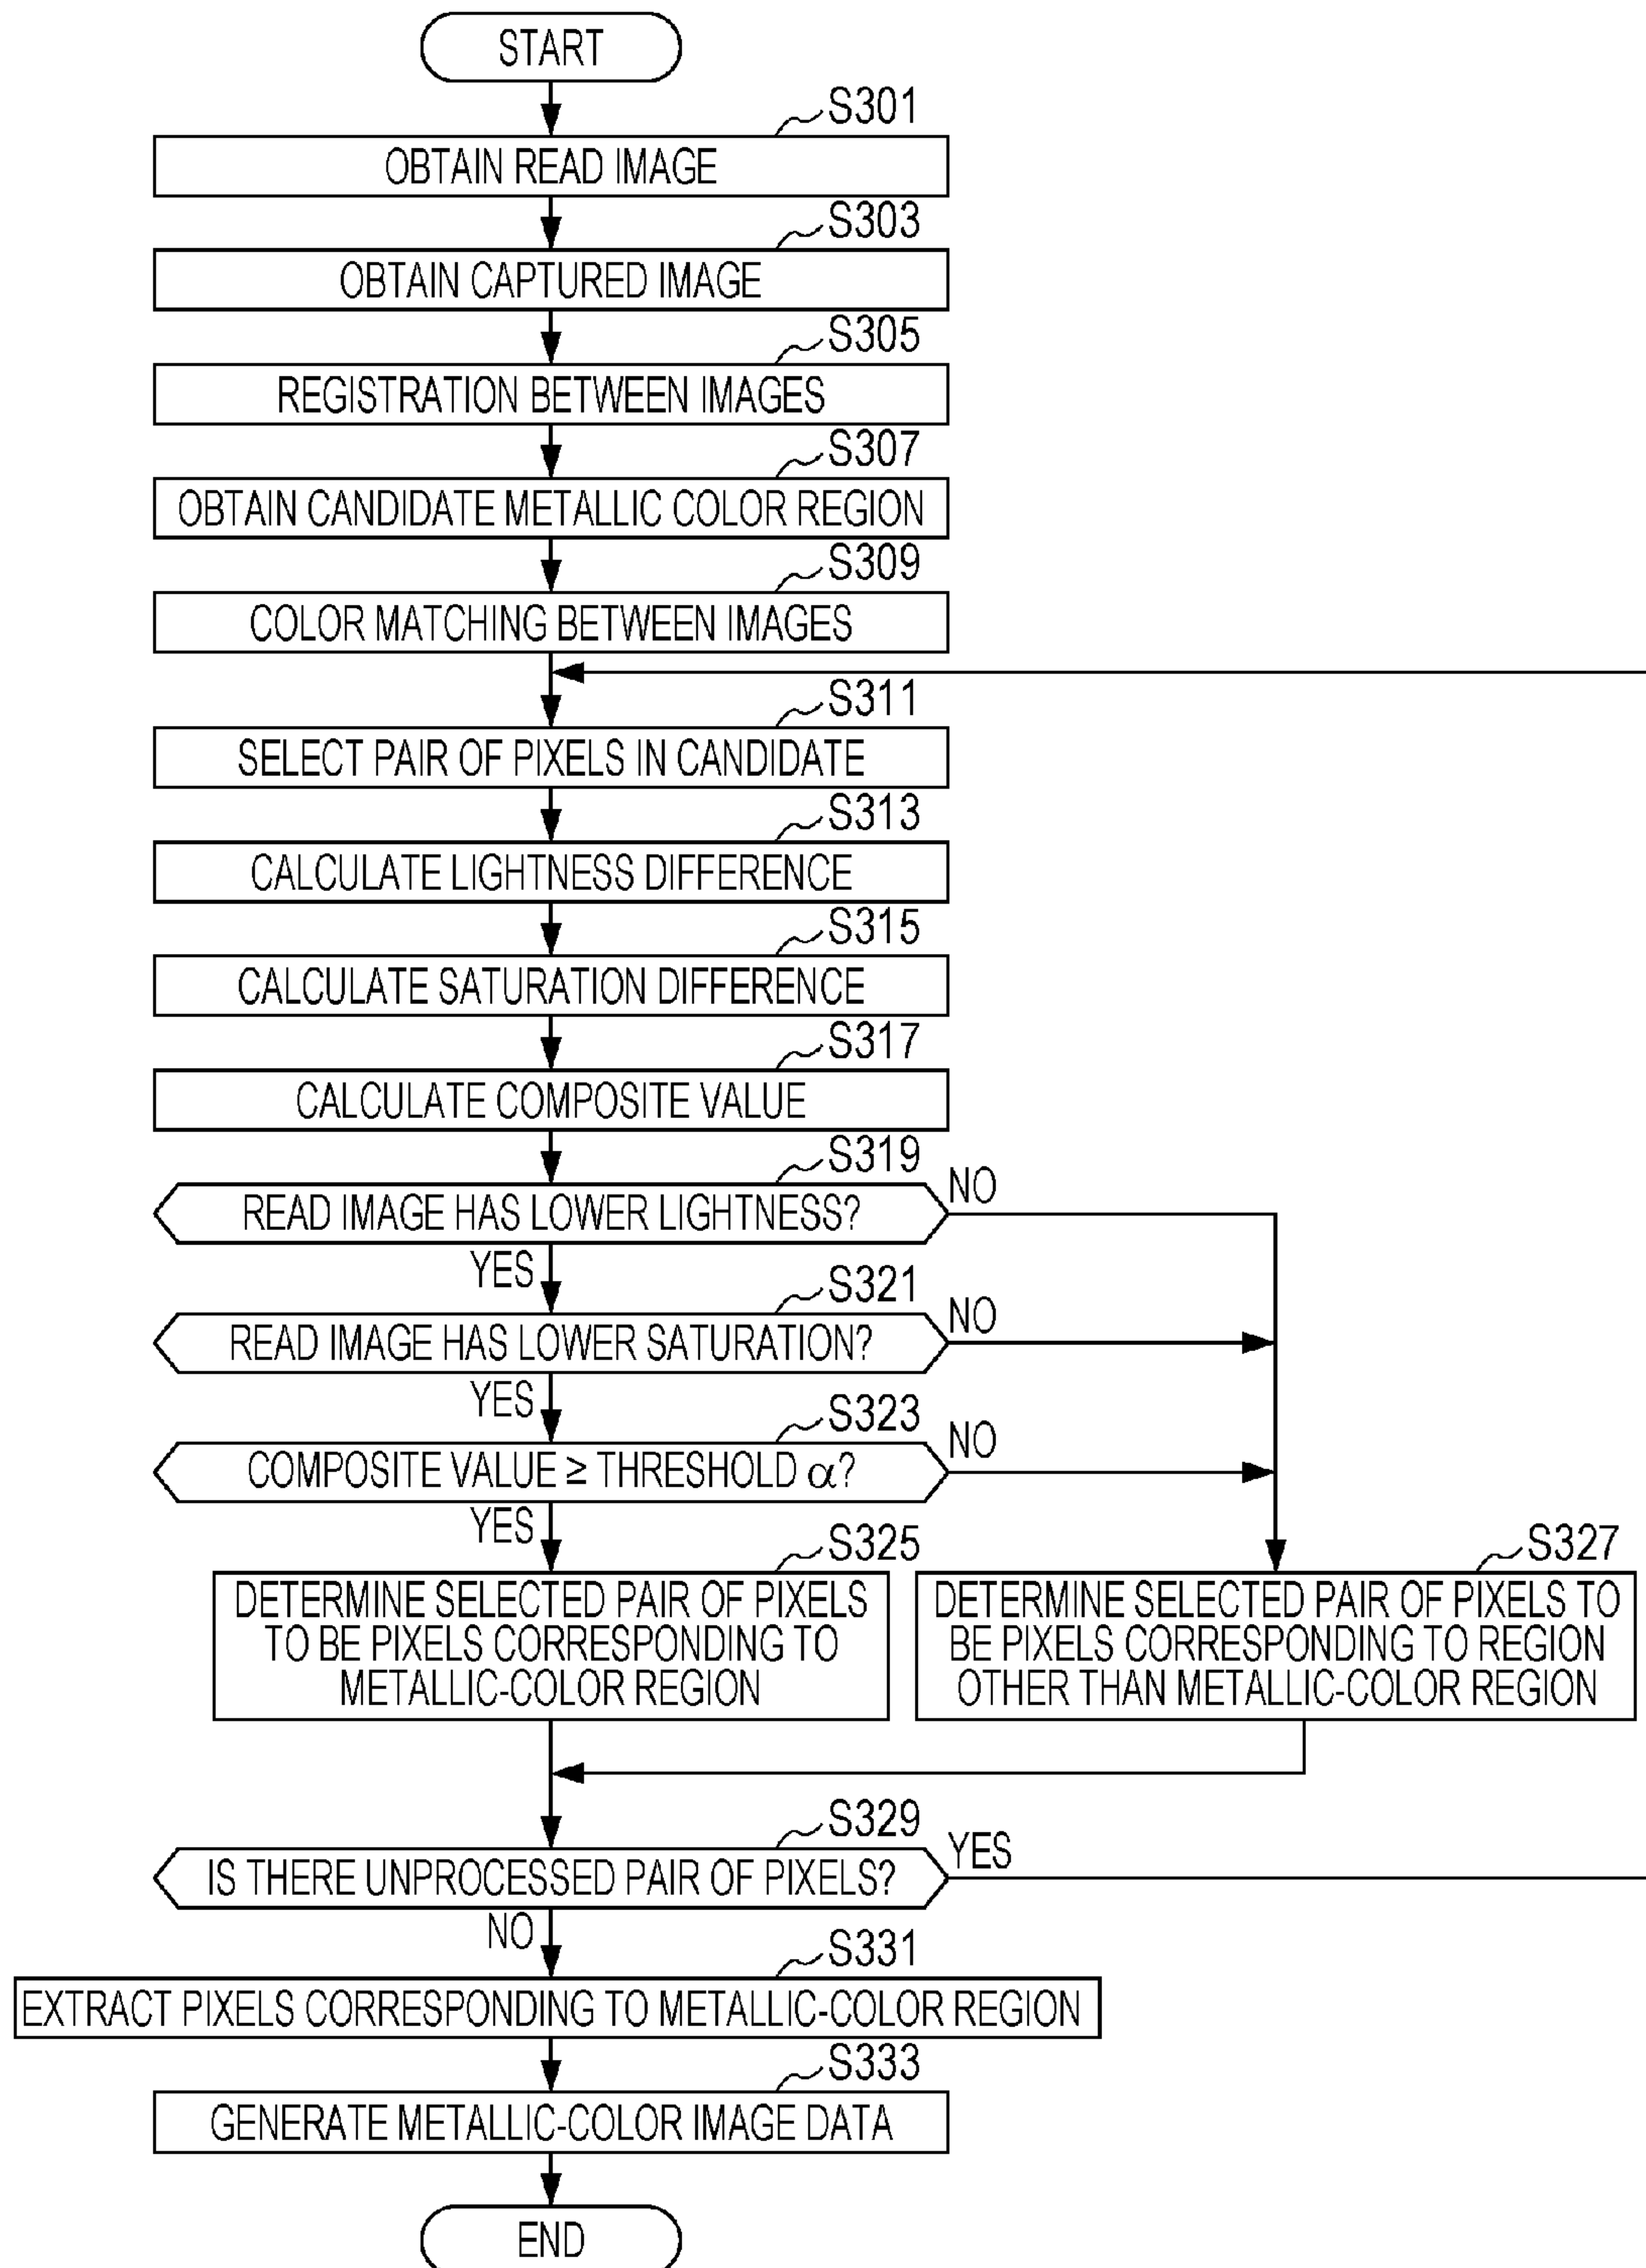 START
S301
OBTAIN READ IMAGE
S303
OBTAIN CAPTURED IMAGE
S305
REGISTRATION BETWEEN IMAGES
S307
OBTAIN CANDIDATE METALLIC COLOR REGION
S309
COLOR MATCHING BETWEEN IMAGES
S311
SELECT PAIR OF PIXELS IN CANDIDATE
S313
CALCULATE LIGHTNESS DIFFERENCE
S315
CALCULATE SATURATION DIFFERENCE
S317
CALCULATE COMPOSITE VALUE
S319
READ IMAGE HAS LOWER LIGHTNESS?
NO
YES
S321
READ IMAGE HAS LOWER SATURATION?
NO
YES
S323
COMPOSITE VALUE ≥ THRESHOLD α?
NO
YES
S325
DETERMINE SELECTED PAIR OF PIXELS
TO BE PIXELS CORRESPONDING TO
METALLIC-COLOR REGION
S327
DETERMINE SELECTED PAIR OF PIXELS TO
BE PIXELS CORRESPONDING TO REGION
OTHER THAN METALLIC-COLOR REGION
S329
IS THERE UNPROCESSED PAIR OF PIXELS?
YES
NO
S331
EXTRACT PIXELS CORRESPONDING TO METALLIC-COLOR REGION
S333
GENERATE METALLIC-COLOR IMAGE DATA
END